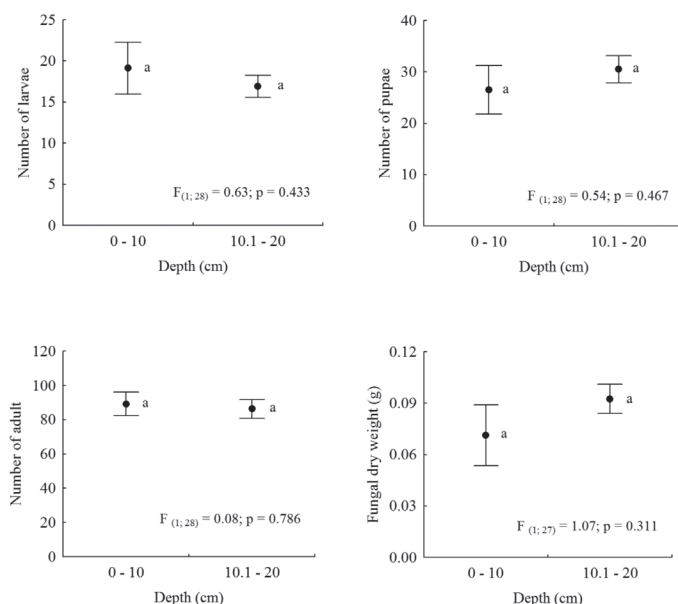 Number of larvae
25
20
15
10
5
0
a
a
F(1; 28) = 0.63; p = 0.433
0 - 10
10.1 - 20
Depth (cm)
Number of pupae
40
30
20
10
0
a
a
F (1; 28) = 0.54; p = 0.467
0 - 10
10.1 - 20
Depth (cm)
Number of adult
120
100
80
60
40
20
0
a
a
F (1; 28) = 0.08; p = 0.786
0 - 10
10.1 - 20
Depth (cm)
Fungal dry weight (g)
0.12
0.09
0.06
0.03
0.00
a
a
F (1; 27) = 1.07; p = 0.311
0 - 10
10.1 - 20
Depth (cm)